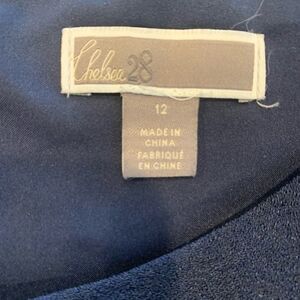 Chelsea28
12
MADE IN
CHINA
FABRIQUÉ
EN CHINE